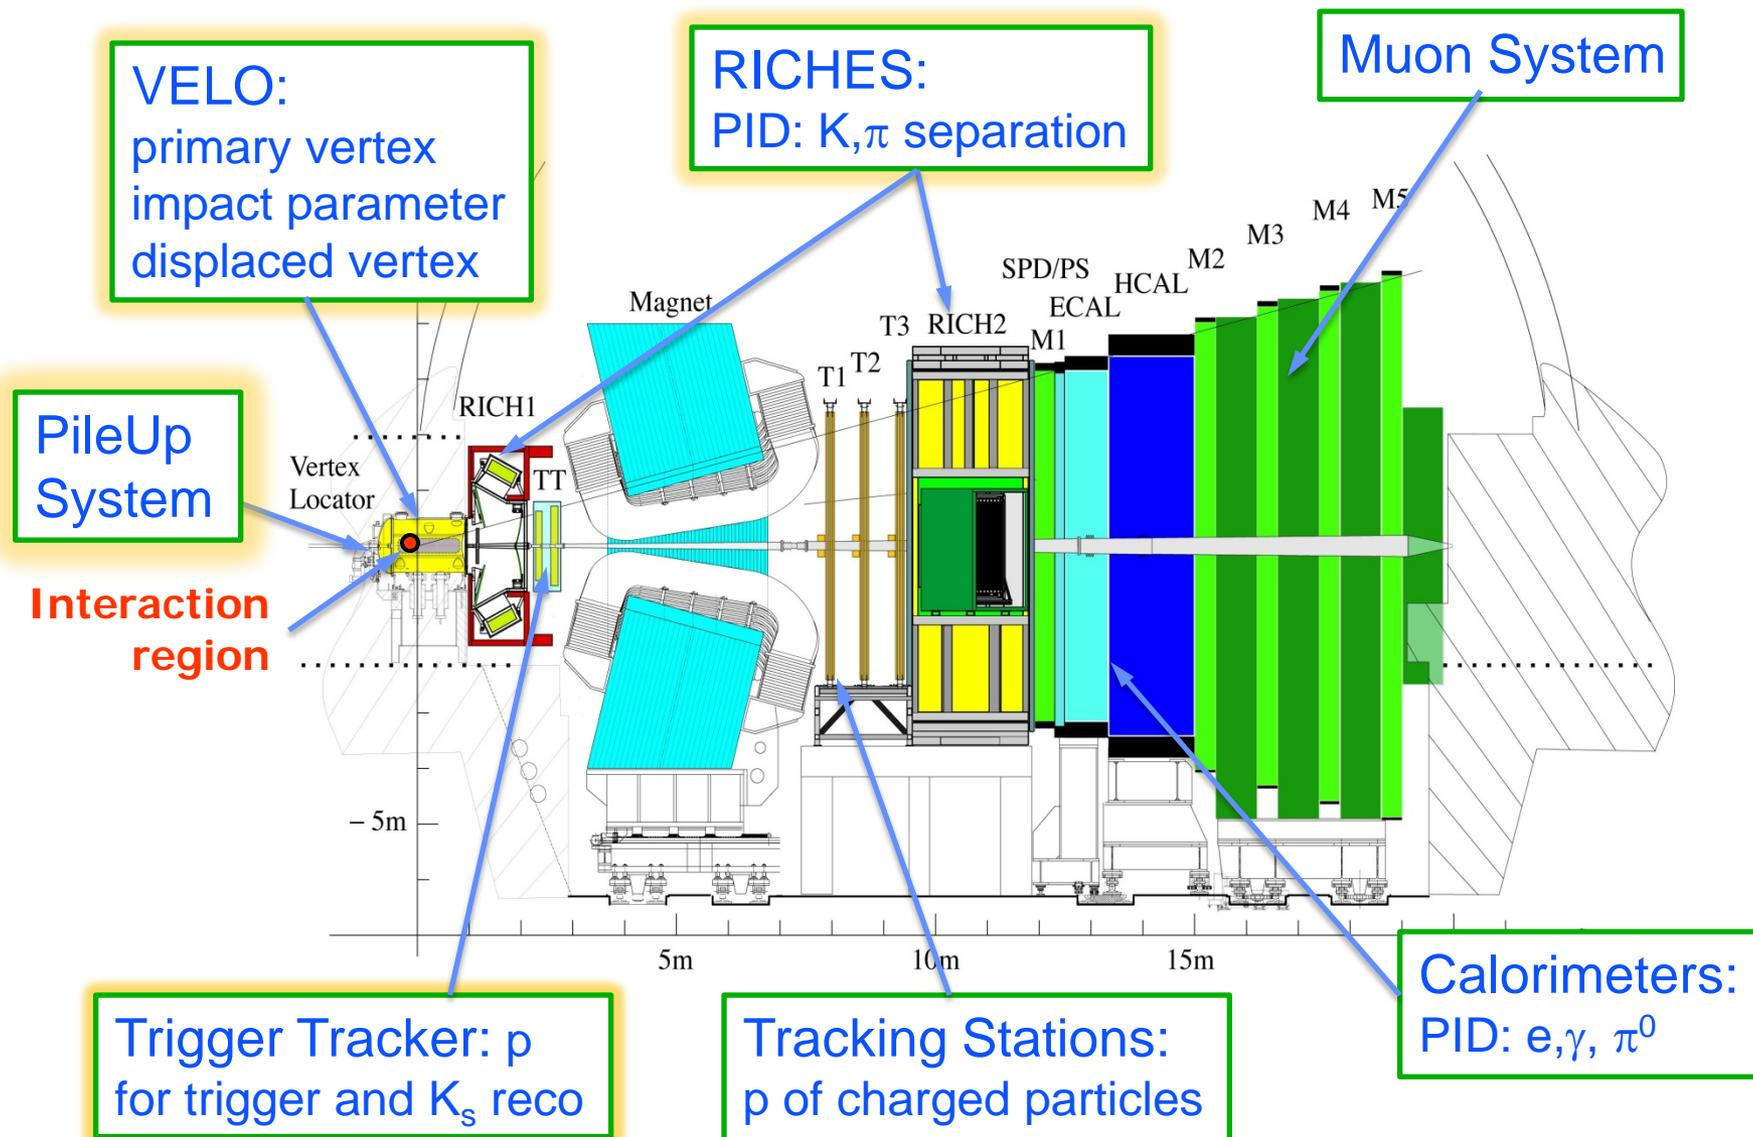 VELO:
primary vertex
impact parameter
displaced vertex
RICHES:
PID: K,π separation
Muon System
PileUp
System
Interaction
region
Vertex
Locator
RICH1
TT
Magnet
T1
T2
T3
RICH2
M1
SPD/PS
ECAL
HCAL
M2
M3
M4
M5
– 5m
5m
10m
15m
Trigger Tracker: p
for trigger and Ks reco
Tracking Stations:
p of charged particles
Calorimeters:
PID: e,γ, π⁰